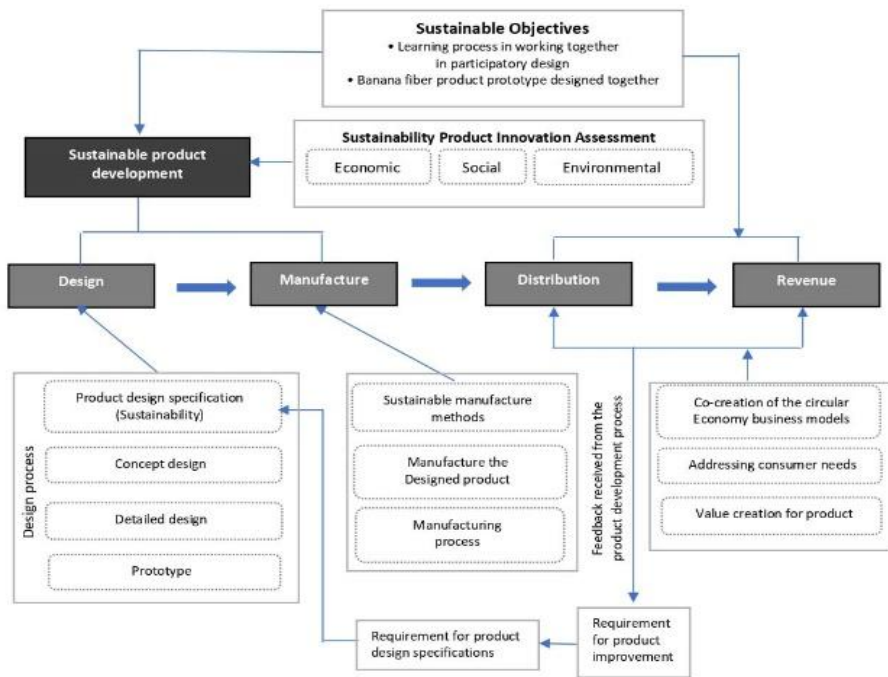 Sustainable Objectives
• Learning process in working together
in participatory design
• Banana fiber product prototype designed together
Sustainability Product Innovation Assessment
Economic
Social
Environmental
Sustainable product
development
Design
Manufacture
Distribution
Revenue
Design process
Product design specification
(Sustainability)
Concept design
Detailed design
Prototype
Sustainable manufacture
methods
Manufacture the
Designed product
Manufacturing
process
Feedback received from the
product development process
Co-creation of the circular
Economy business models
Addressing consumer needs
Value creation for product
Requirement for product
design specifications
Requirement
for product
improvement